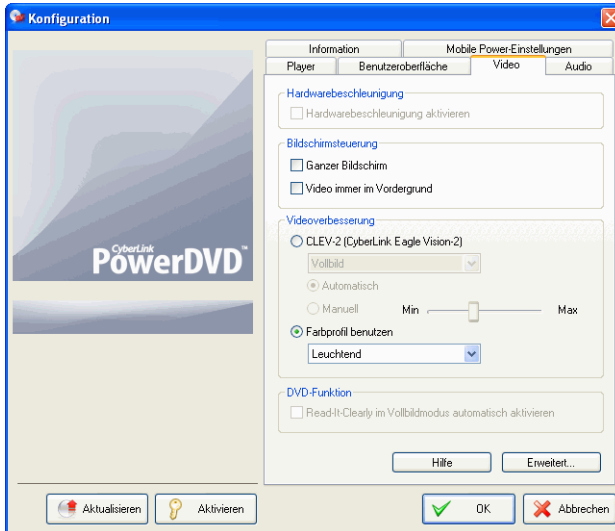 Konfiguration
Information
Mobile Power-Einstellungen
Player
Benutzeroberfläche
Video
Audio
Hardwarebeschleunigung
Hardwarebeschleunigung aktivieren
Bildschirmsteuerung
Ganzer Bildschirm
Video immer im Vordergrund
Videoverbesserung
CLEV-2 (CyberLink Eagle Vision-2)
Vollbild
Automatisch
Manuell
Min
Max
Farbprofil benutzen
Leuchtend
DVD-Funktion
Read-It-Clearly im Vollbildmodus automatisch aktivieren
CyberLink
PowerDVD™
Hilfe
Erweitert...
Aktualisieren
Aktivieren
OK
Abbrechen